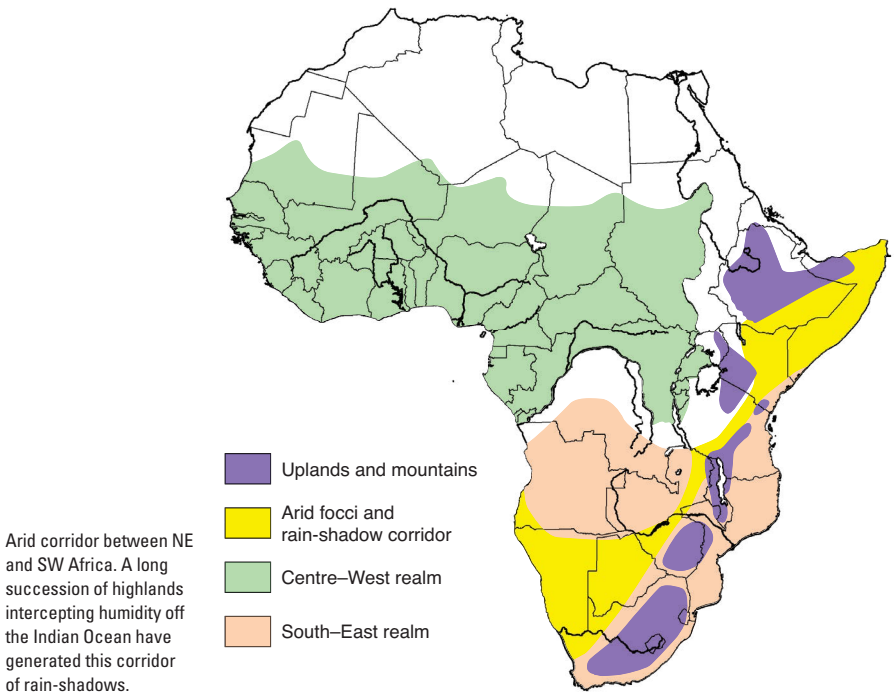 Uplands and mountains
Arid focci and
rain-shadow corridor
Centre–West realm
South–East realm
Arid corridor between NE
and SW Africa. A long
succession of highlands
intercepting humidity off
the Indian Ocean have
generated this corridor
of rain-shadows.